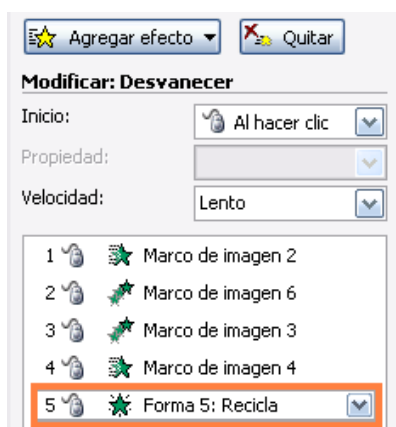 Agregar efecto Quitar
Modificar: Desvanecer
Inicio: Al hacer clic
Propiedad:
Velocidad: Lento
1 Marco de imagen 2
2 Marco de imagen 6
3 Marco de imagen 3
4 Marco de imagen 4
5 Forma 5: Recicla